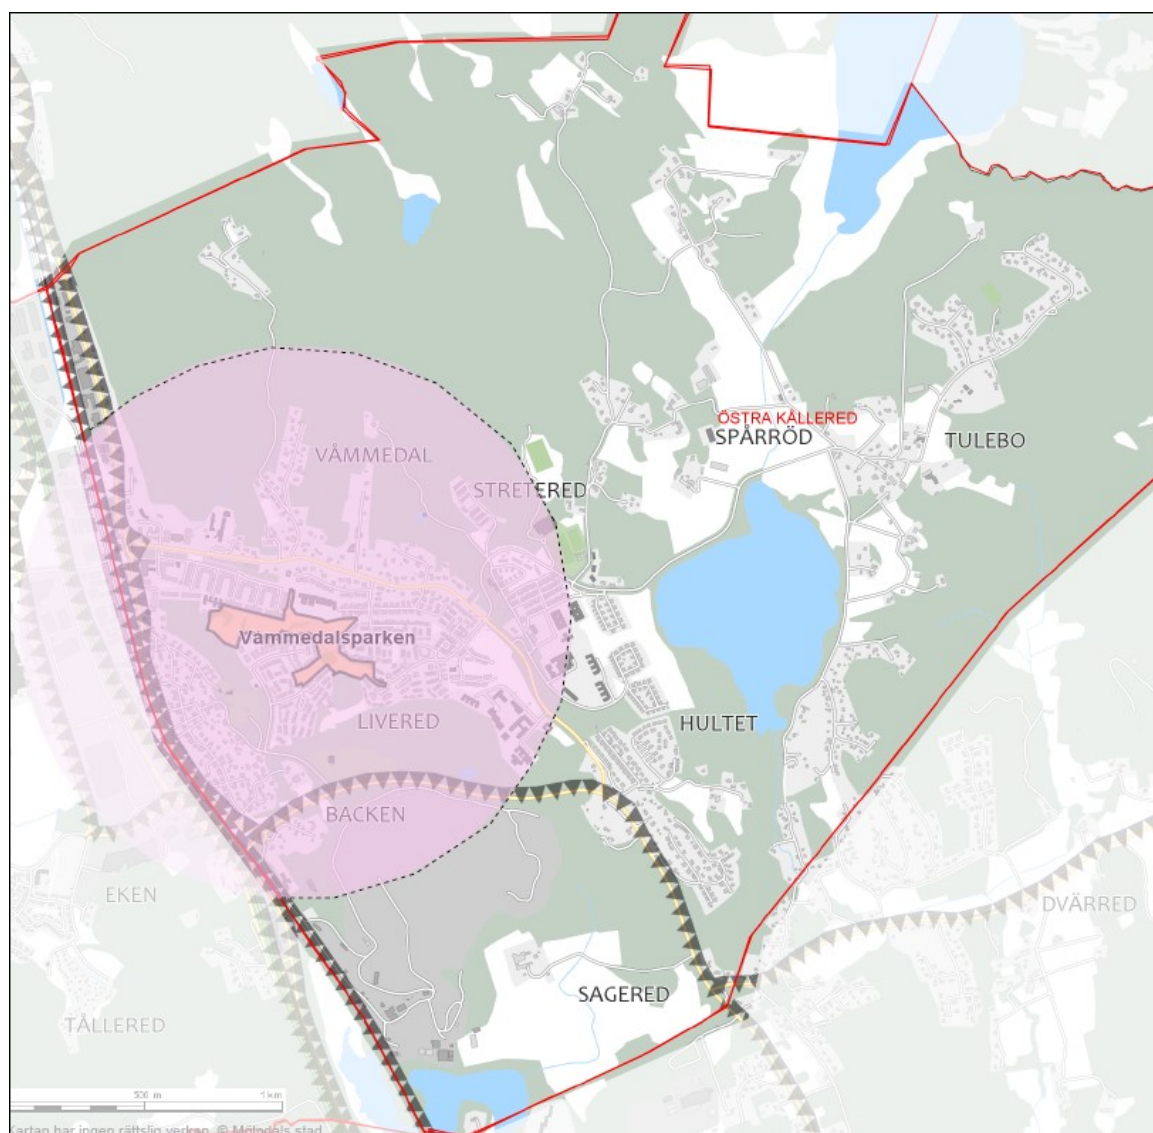 ÖSTRA KÅLLERED
SPÅRRÖD
TULEBO
VÅMMEDAL
STRETERED
Våmmedalsparken
LIVERED
HULTET
BACKEN
EKEN
DVÄRRED
SAGERED
TÅLLERED
500 m
1 km
Kartan har ingen rättslig verkan. © Mölndals stad